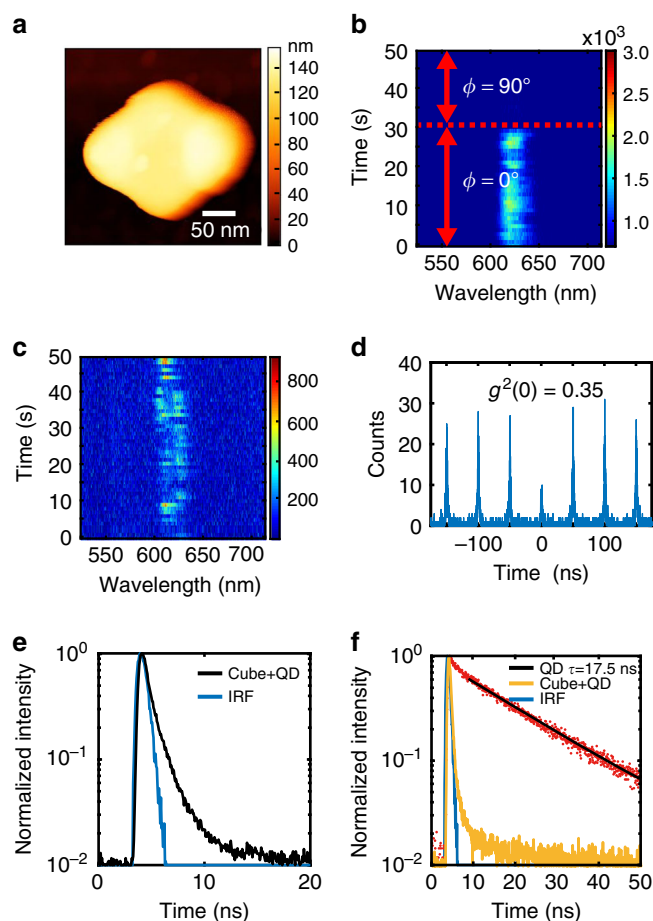 a
nm
140
120
100
80
60
40
20
0
50 nm
b
×10³
50
40
30
20
10
0
Time (s)
ϕ = 90°
ϕ = 0°
3.0
2.5
2.0
1.5
1.0
550 600 650 700
Wavelength (nm)
c
50
40
30
20
10
0
Time (s)
800
600
400
200
550 600 650 700
Wavelength (nm)
d
40
30
20
10
0
Counts
g²(0) = 0.35
−100 0 100
Time (ns)
e
10⁰
10⁻¹
10⁻²
Normalized intensity
Cube+QD
IRF
0 10 20
Time (ns)
f
10⁰
10⁻¹
10⁻²
Normalized intensity
QD τ=17.5 ns
Cube+QD
IRF
0 10 20 30 40 50
Time (ns)